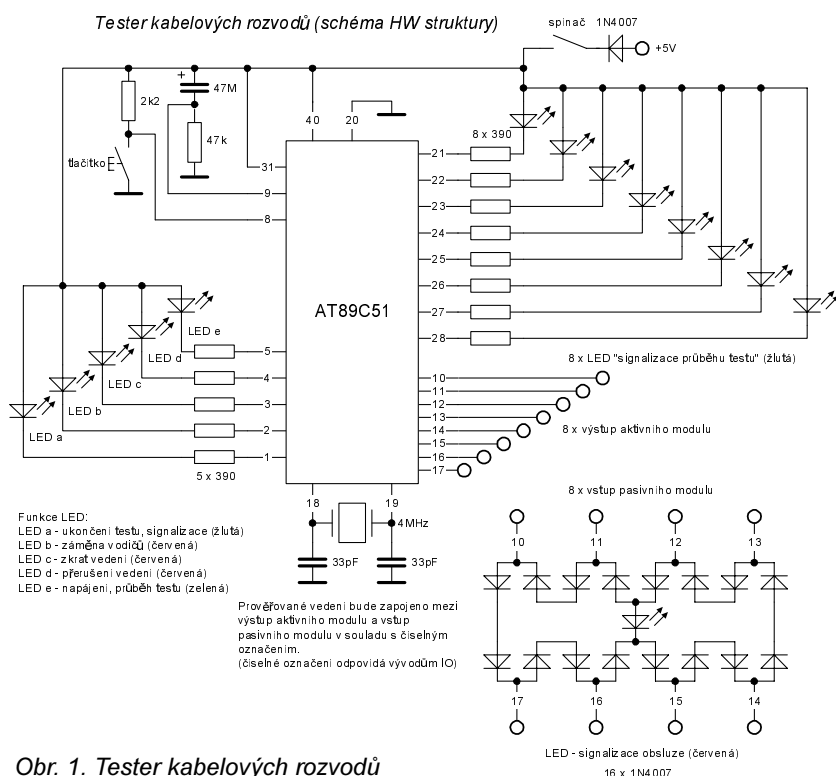 Tester kabelových rozvodů (schéma HW struktury)
spínač 1N4007
+5V
+
47M
2k2
47k
tlačítko
40 20
8 x 390
31
9
8
21
22
23
24
25
26
27
28
AT89C51
LED e
LED d
LED c
LED b
LED a
5
4
3
2
1
5 x 390
8 x LED "signalizace průběhu testu" (žlutá)
10
11
12
13
14
15
16
17
8 x výstup aktivního modulu
18 19
4MHz
33pF 33pF
Funkce LED:
LED a - ukončení testu, signalizace (žlutá)
LED b - záměna vodičů (červená)
LED c - zkrat vedení (červená)
LED d - přerušení vedení (červená)
LED e - napájení, průběh testu (zelená)
Prověřované vedení bude zapojeno mezi
výstup aktivního modulu a vstup
pasivního modulu v souladu s číselným
označením.
(číselné označení odpovídá vývodům IO)
8 x vstup pasivního modulu
10 11 12 13
17 16 15 14
LED - signalizace obsluze (červená)
16 x 1N4007
Obr. 1. Tester kabelových rozvodů